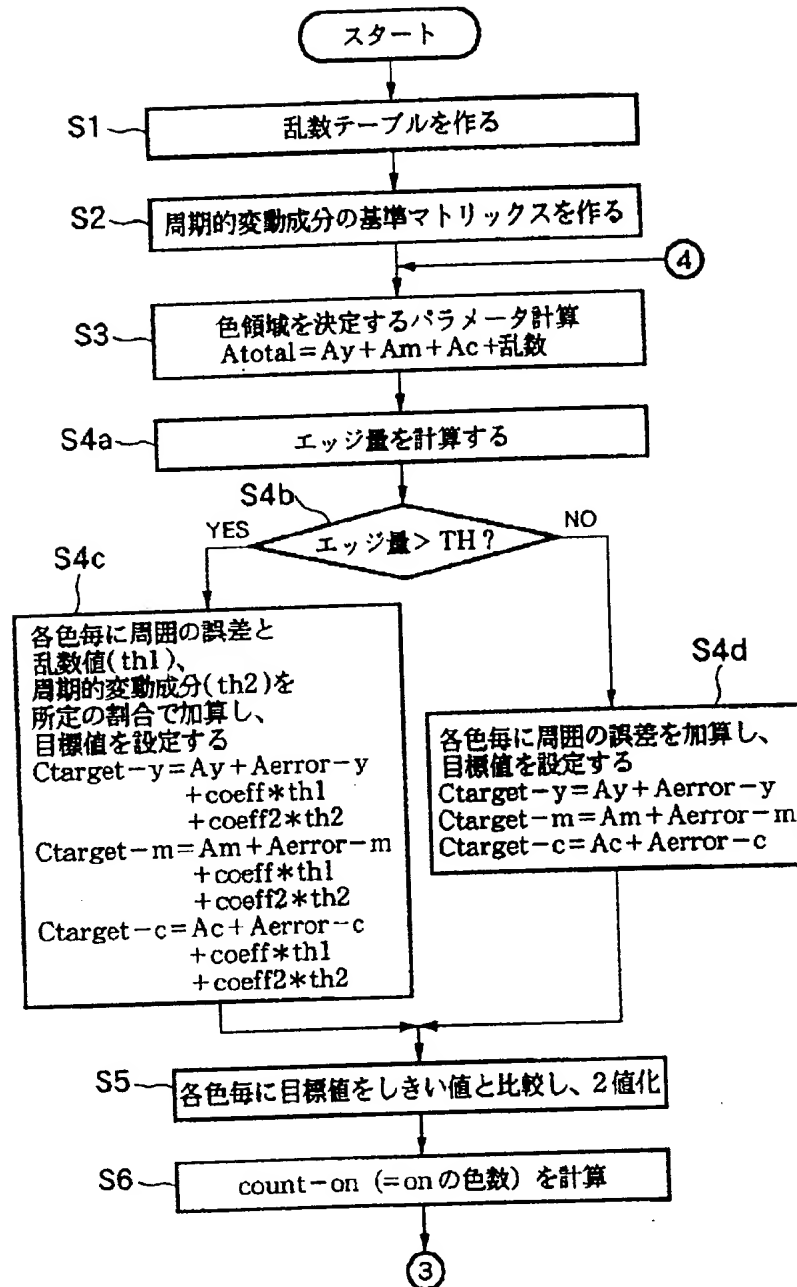 スタート
S1
乱数テーブルを作る
S2
周期的変動成分の基準マトリックスを作る
4
S3
色領域を決定するパラメータ計算
Atotal=Ay+Am+Ac+乱数
S4a
エッジ量を計算する
S4b
エッジ量>TH?
YES
NO
S4c
各色毎に周囲の誤差と
乱数値(th1)、
周期的変動成分(th2)を
所定の割合で加算し、
目標値を設定する
Ctarget-y=Ay+Aerror-y
+coeff*th1
+coeff2*th2
Ctarget-m=Am+Aerror-m
+coeff*th1
+coeff2*th2
Ctarget-c=Ac+Aerror-c
+coeff*th1
+coeff2*th2
S4d
各色毎に周囲の誤差を加算し、
目標値を設定する
Ctarget-y=Ay+Aerror-y
Ctarget-m=Am+Aerror-m
Ctarget-c=Ac+Aerror-c
S5
各色毎に目標値をしきい値と比較し、2値化
S6
count-on (=onの色数) を計算
3